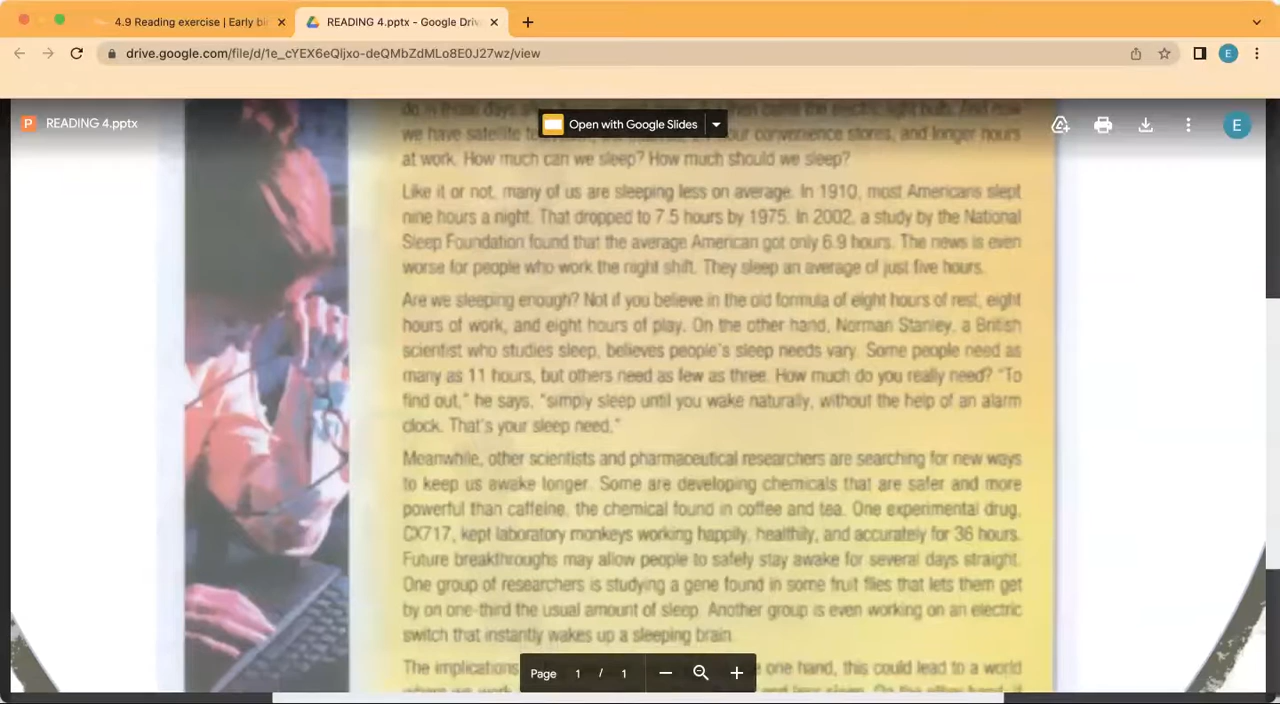 4.9 Reading exercise | Early bi
READING 4.pptx - Google Driv
drive.google.com/file/d/1e_cYEX6eQljxo-deQMbZdMLo8E0J27wz/view
E
P READING 4.pptx
Open with Google Slides
E
we have satellite our convenience stores, and longer hours
at work. How much can we sleep? How much should we sleep?
Like it or not, many of us are sleeping less on average. In 1910, most Americans slept
nine hours a night. That dropped to 7.5 hours by 1975. In 2002, a study by the National
Sleep Foundation found that the average American got only 6.9 hours. The news is even
worse for people who work the night shift. They sleep an average of just five hours.
Are we sleeping enough? Not if you believe in the old formula of eight hours of rest, eight
hours of work, and eight hours of play. On the other hand, Norman Stanley, a British
scientist who studies sleep, believes people's sleep needs vary. Some people need as
many as 11 hours, but others need as few as three. How much do you really need? "To
find out," he says, "simply sleep until you wake naturally, without the help of an alarm
clock. That's your sleep need."
Meanwhile, other scientists and pharmaceutical researchers are searching for new ways
to keep us awake longer. Some are developing chemicals that are safer and more
powerful than caffeine, the chemical found in coffee and tea. One experimental drug,
CX717, kept laboratory monkeys working happily, healthily, and accurately for 36 hours.
Future breakthroughs may allow people to safely stay awake for several days straight.
One group of researchers is studying a gene found in some fruit flies that lets them get
by on one-third the usual amount of sleep. Another group is even working on an electric
switch that instantly wakes up a sleeping brain.
The implications one hand, this could lead to a world
Page 1 / 1